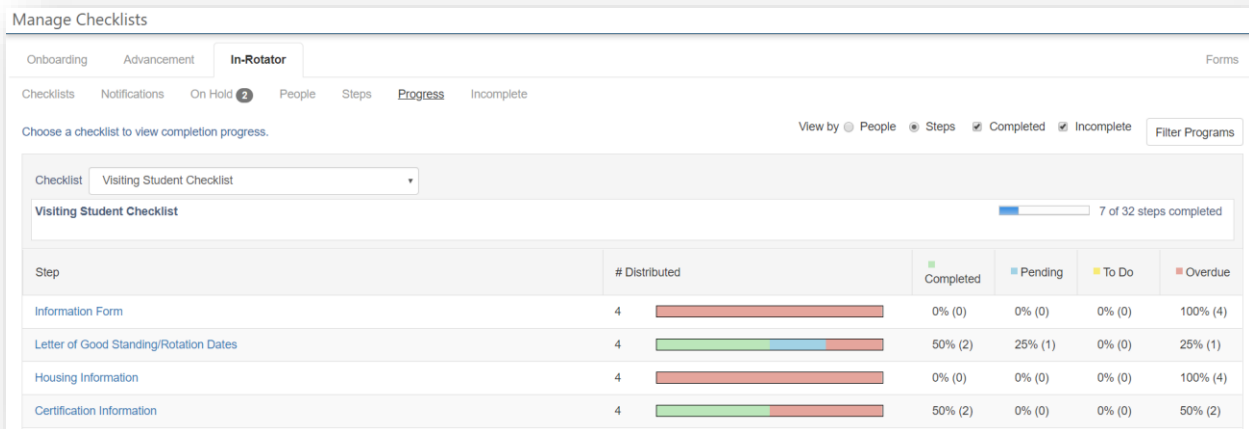 Manage Checklists
Onboarding Advancement In-Rotator Forms
Checklists Notifications On Hold 2 People Steps Progress Incomplete
Choose a checklist to view completion progress. View by People Steps Completed Incomplete Filter Programs
Checklist Visiting Student Checklist
Visiting Student Checklist 7 of 32 steps completed
Step # Distributed Completed Pending To Do Overdue
Information Form 4 0% (0) 0% (0) 0% (0) 100% (4)
Letter of Good Standing/Rotation Dates 4 50% (2) 25% (1) 0% (0) 25% (1)
Housing Information 4 0% (0) 0% (0) 0% (0) 100% (4)
Certification Information 4 50% (2) 0% (0) 0% (0) 50% (2)